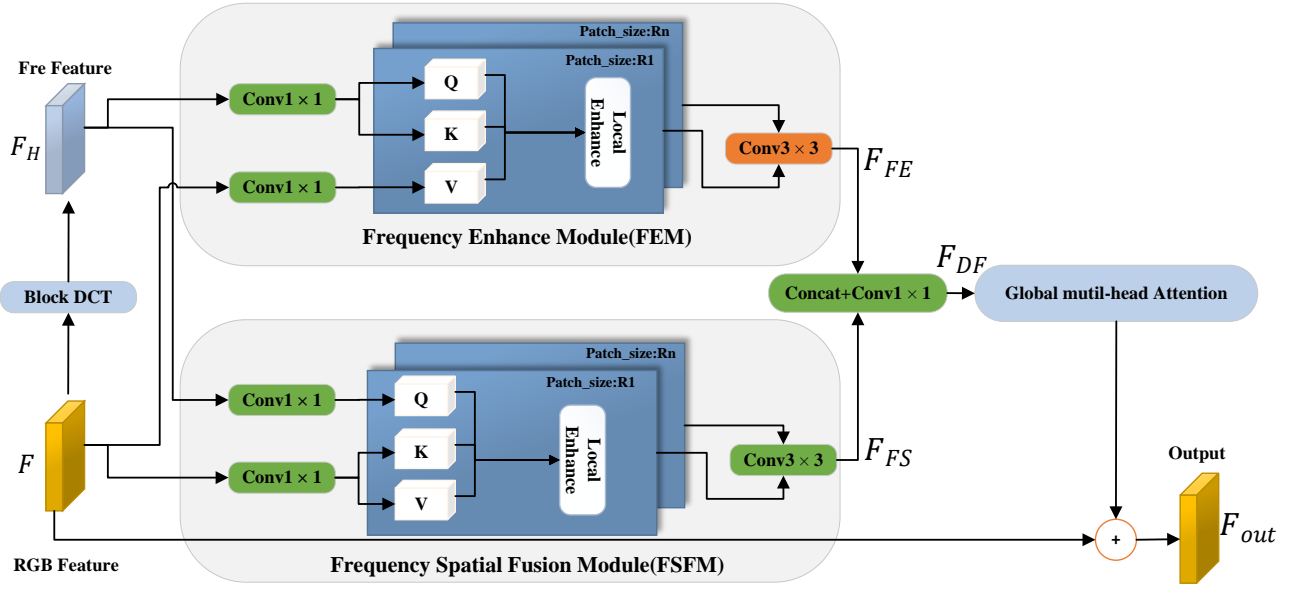 Fre Feature
F_H
Block DCT
F
RGB Feature
Conv1 × 1
Conv1 × 1
Patch_size:Rn
Patch_size:R1
Q
K
V
Local Enhance
Conv3 × 3
F_FE
Frequency Enhance Module(FEM)
Concat+Conv1 × 1
F_DF
Global mutil-head Attention
Conv1 × 1
Conv1 × 1
Patch_size:Rn
Patch_size:R1
Q
K
V
Local Enhance
Conv3 × 3
F_FS
Frequency Spatial Fusion Module(FSFM)
+
Output
F_out